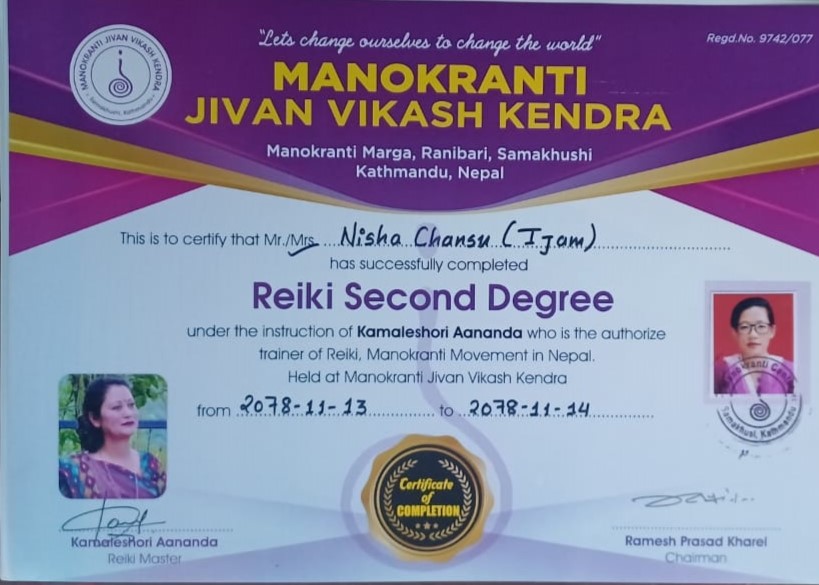 "Lets change ourselves to change the world"
Regd.No. 9742/077
MANOKRANTI JIVAN VIKASH KENDRA
Samakhushi, Kathmandu
MANOKRANTI
JIVAN VIKASH KENDRA
Manokranti Marga, Ranibari, Samakhushi
Kathmandu, Nepal
This is to certify that Mr./Mrs. Nisha Chansu (Ijam)
has successfully completed
Reiki Second Degree
under the instruction of Kamaleshori Aananda who is the authorize
trainer of Reiki, Manokranti Movement in Nepal.
Held at Manokranti Jivan Vikash Kendra
from 2078-11-13 to 2078-11-14
Samakhusi, Kathmandu
Certificate
of
COMPLETION
Kamaleshori Aananda
Reiki Master
Ramesh Prasad Kharel
Chairman